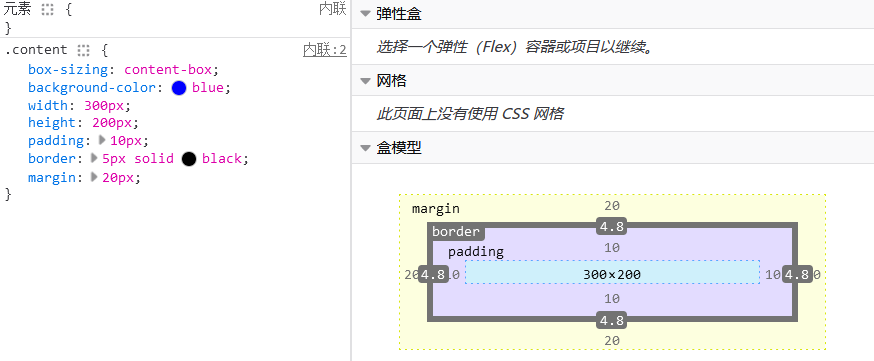 元素 {
内联
}
.content {
内联:2
box-sizing: content-box;
background-color: blue;
width: 300px;
height: 200px;
padding: 10px;
border: 5px solid black;
margin: 20px;
}
弹性盒
选择一个弹性（Flex）容器或项目以继续。
网格
此页面上没有使用 CSS 网格
盒模型
margin
20
border
4.8
padding
10
20 4.8 10 300×200 10 4.8 20
10
4.8
20